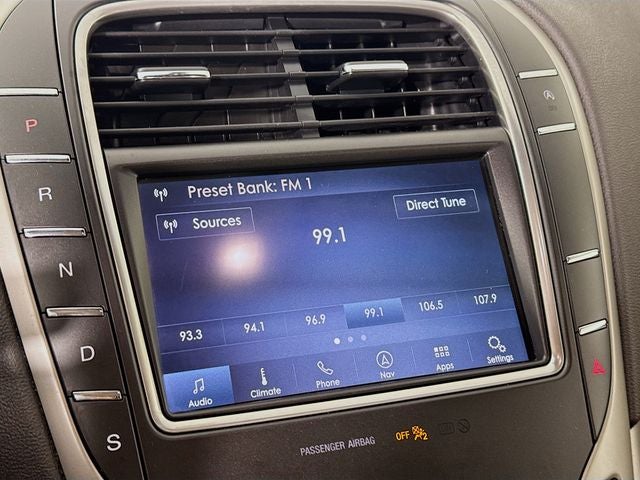 P
R
N
D
S
Preset Bank: FM 1
Sources
Direct Tune
99.1
93.3 94.1 96.9 99.1 106.5 107.9
Audio Climate Phone Nav Apps Settings
PASSENGER AIRBAG OFF 2